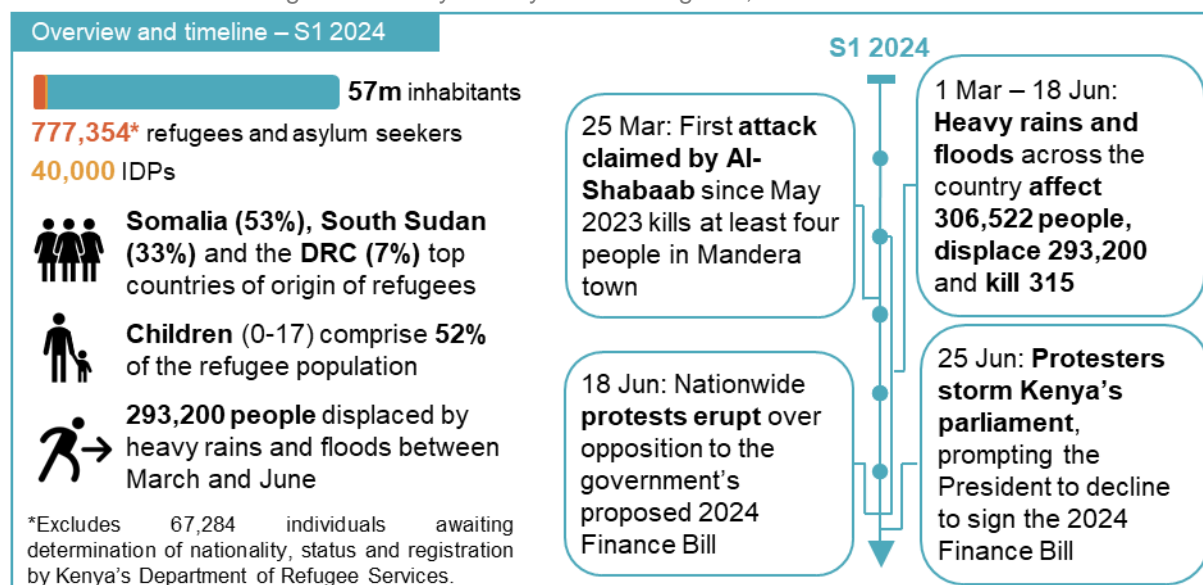 Overview and timeline – S1 2024
57m inhabitants
777,354* refugees and asylum seekers
40,000 IDPs
Somalia (53%), South Sudan
(33%) and the DRC (7%) top
countries of origin of refugees
Children (0-17) comprise 52%
of the refugee population
293,200 people displaced by
heavy rains and floods between
March and June
*Excludes 67,284 individuals awaiting
determination of nationality, status and registration
by Kenya's Department of Refugee Services.
S1 2024
25 Mar: First attack
claimed by Al-
Shabaab since May
2023 kills at least four
people in Mandera
town
1 Mar – 18 Jun:
Heavy rains and
floods across the
country affect
306,522 people,
displace 293,200
and kill 315
18 Jun: Nationwide
protests erupt over
opposition to the
government's
proposed 2024
Finance Bill
25 Jun: Protesters
storm Kenya's
parliament,
prompting the
President to decline
to sign the 2024
Finance Bill